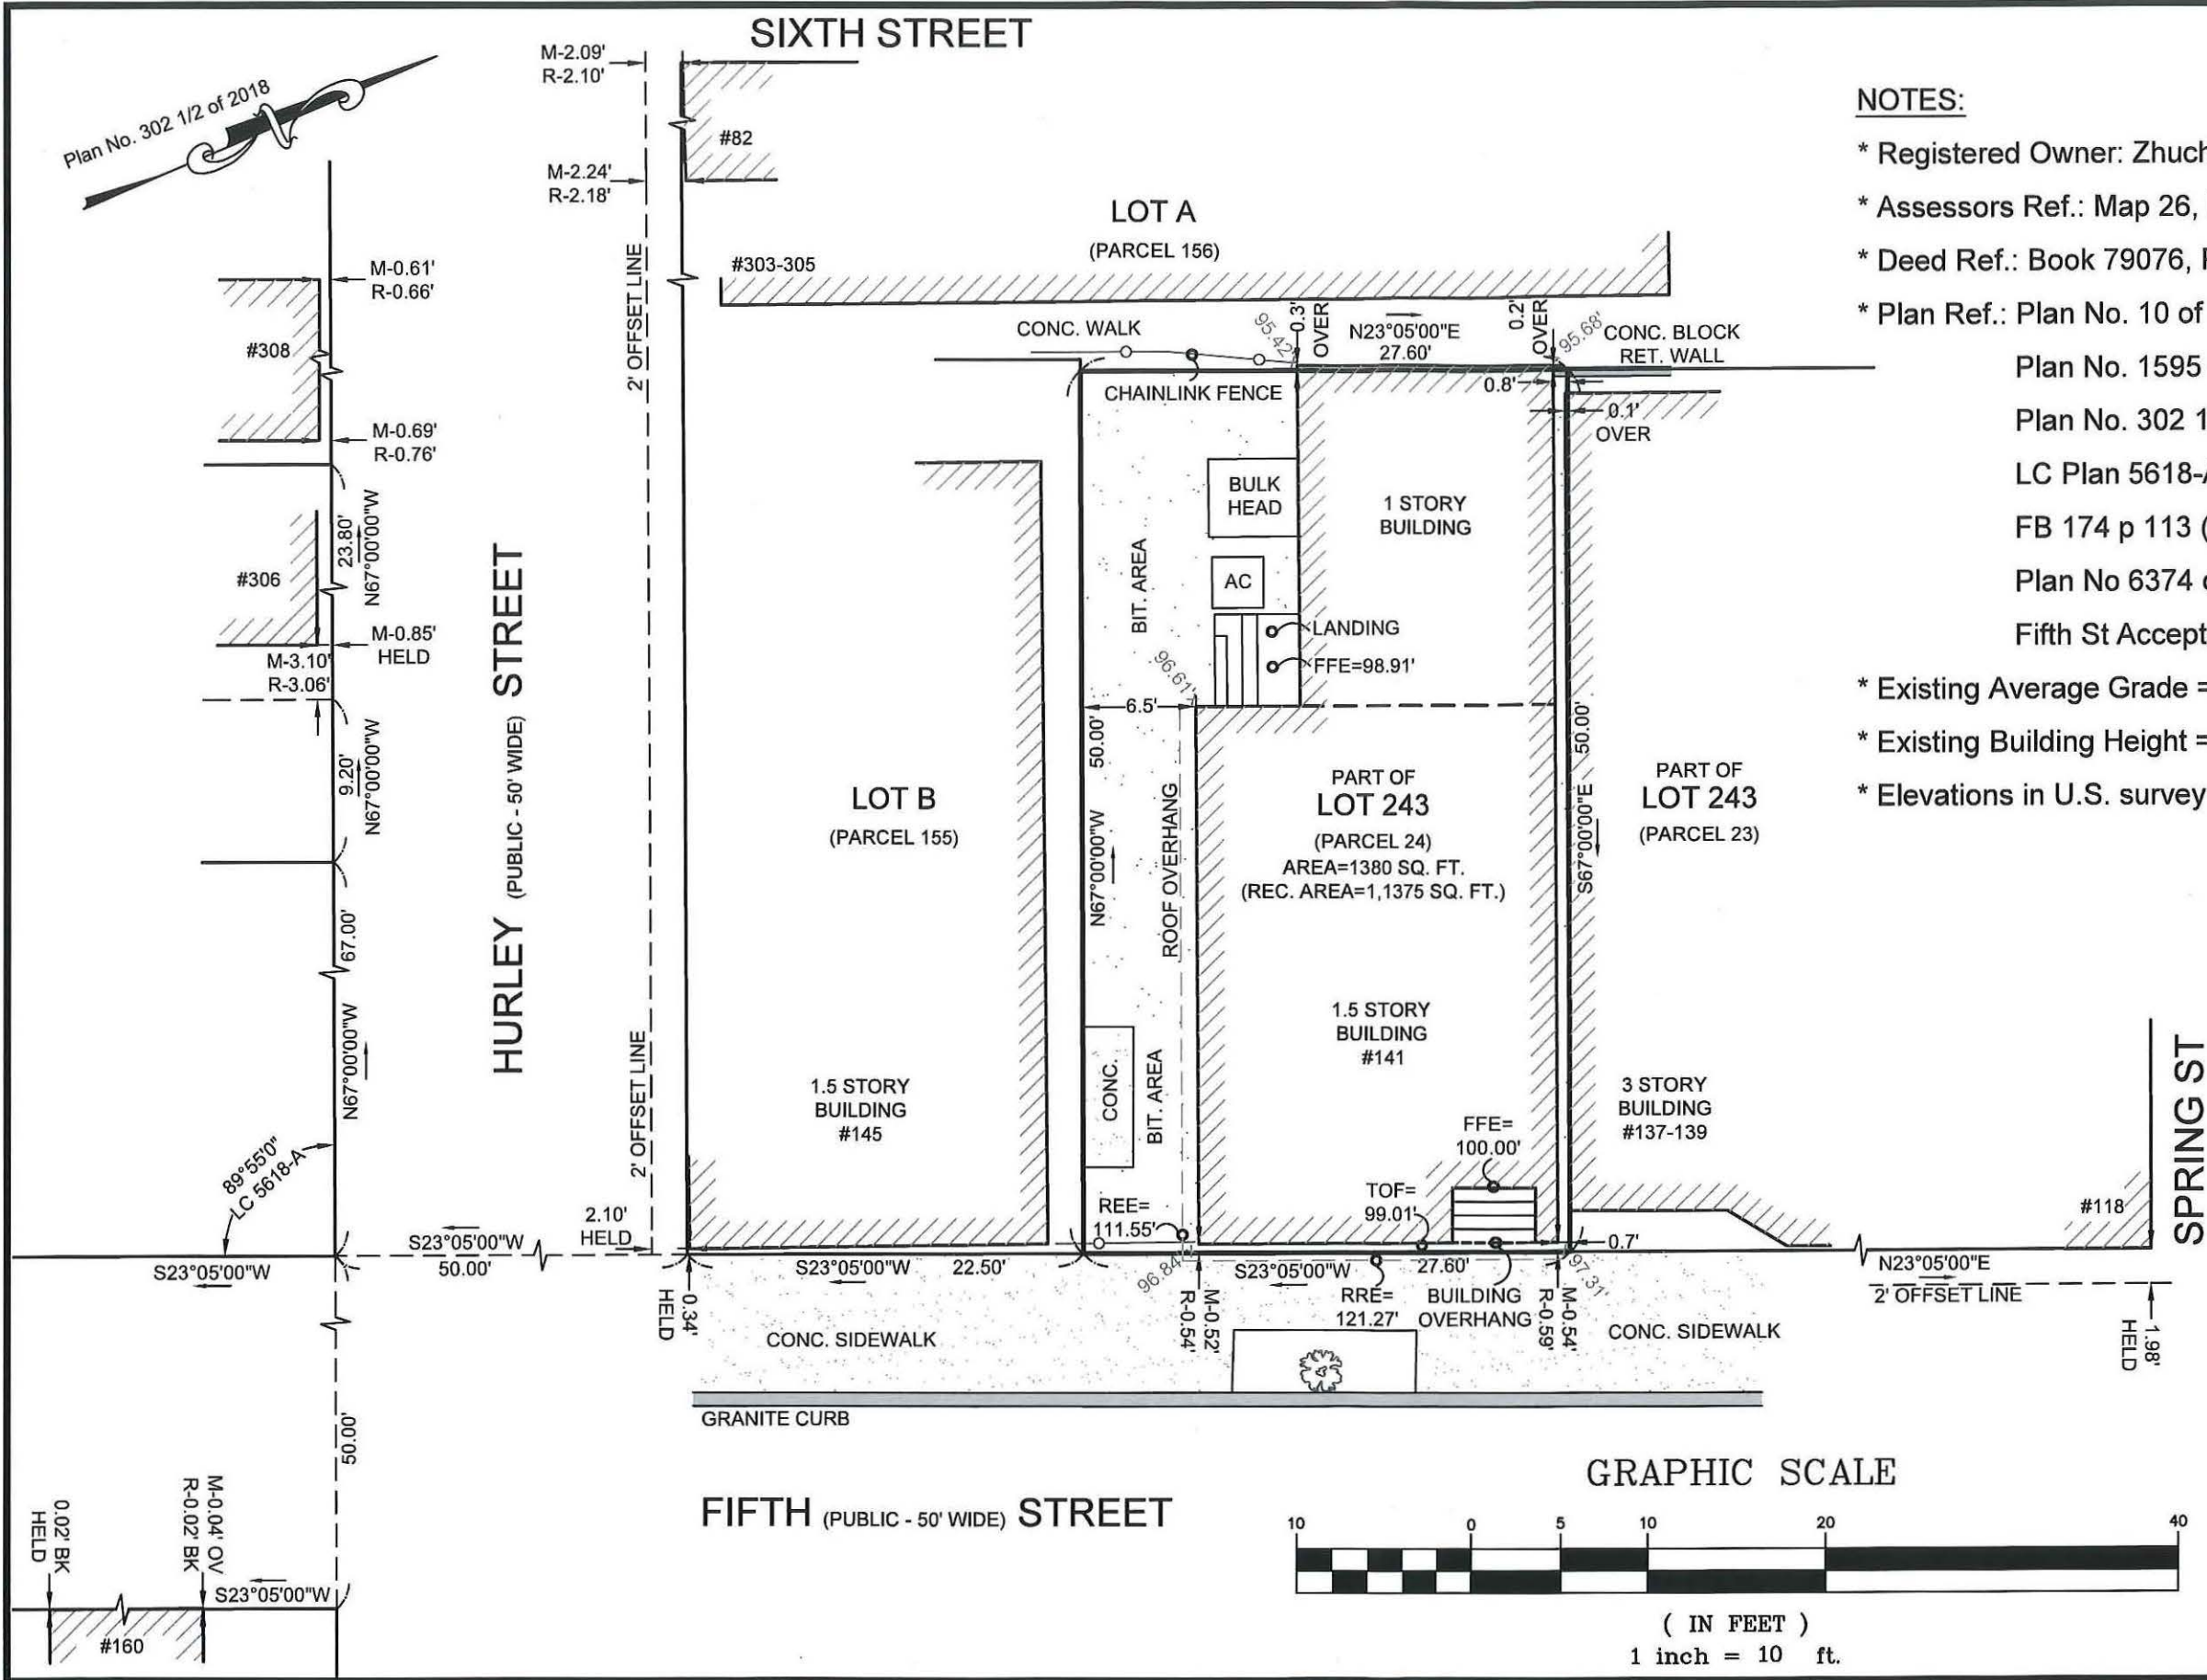 SIXTH STREET
Plan No. 302 1/2 of 2018
M-2.09'
R-2.10'
#82
M-2.24'
R-2.18'
2' OFFSET LINE
LOT A
(PARCEL 156)
#303-305
M-0.61'
R-0.66'
#308
M-0.69'
R-0.76'
23.80'
N67°00'00"W
#306
M-0.85'
HELD
M-3.10'
R-3.06'
9.20'
N67°00'00"W
67.00'
N67°00'00"W
89°55'0"
LC 5618-A
HURLEY (PUBLIC - 50' WIDE) STREET
2' OFFSET LINE
2.10'
HELD
S23°05'00"W
50.00'
S23°05'00"W
50.00'
0.02' BK
HELD
M-0.04' OV
R-0.02' BK
S23°05'00"W
#160
CONC. WALK
CHAINLINK FENCE
95.42'
0.3'
OVER
N23°05'00"E
27.60'
0.2'
OVER
95.68'
CONC. BLOCK
RET. WALL
0.8'
0.1'
OVER
BULK
HEAD
1 STORY
BUILDING
AC
BIT. AREA
LANDING
FFE=98.91'
96.61'
6.5'
50.00'
N67°00'00"W
ROOF OVERHANG
LOT B
(PARCEL 155)
PART OF
LOT 243
(PARCEL 24)
AREA=1380 SQ. FT.
(REC. AREA=1,1375 SQ. FT.)
50.00'
S67°00'00"E
PART OF
LOT 243
(PARCEL 23)
1.5 STORY
BUILDING
#141
1.5 STORY
BUILDING
#145
CONC.
BIT. AREA
3 STORY
BUILDING
#137-139
FFE=
100.00'
TOF=
99.01'
REE=
111.55'
0.7'
#118
SPRING ST
0.34'
HELD
S23°05'00"W 22.50'
96.84'
S23°05'00"W
27.60'
97.31'
N23°05'00"E
2' OFFSET LINE
1.98'
HELD
M-0.52'
R-0.54'
RRE=
121.27'
BUILDING
OVERHANG
M-0.54'
R-0.59'
CONC. SIDEWALK
CONC. SIDEWALK
GRANITE CURB
FIFTH (PUBLIC - 50' WIDE) STREET
GRAPHIC SCALE
10 0 5 10 20 40
( IN FEET )
1 inch = 10 ft.
NOTES:
* Registered Owner: Zhuch
* Assessors Ref.: Map 26,
* Deed Ref.: Book 79076,
* Plan Ref.: Plan No. 10 of
Plan No. 1595
Plan No. 302 1
LC Plan 5618-
FB 174 p 113 (
Plan No 6374
Fifth St Accept
* Existing Average Grade =
* Existing Building Height =
* Elevations in U.S. survey